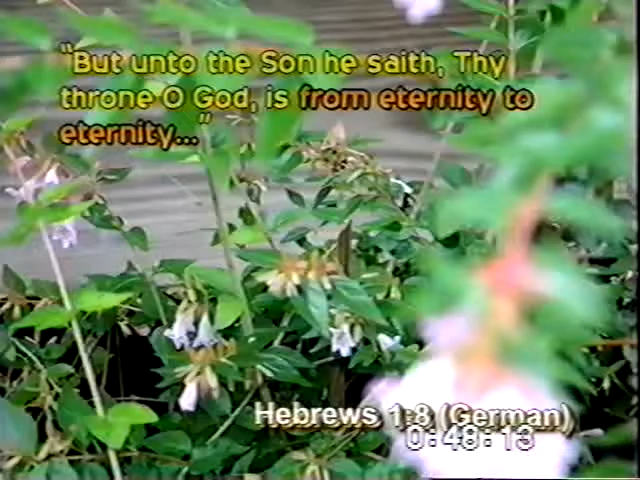 "But unto the Son he saith, Thy
throne O God, is from eternity to
eternity..."
Hebrews 1:8 (German)
0:48:13